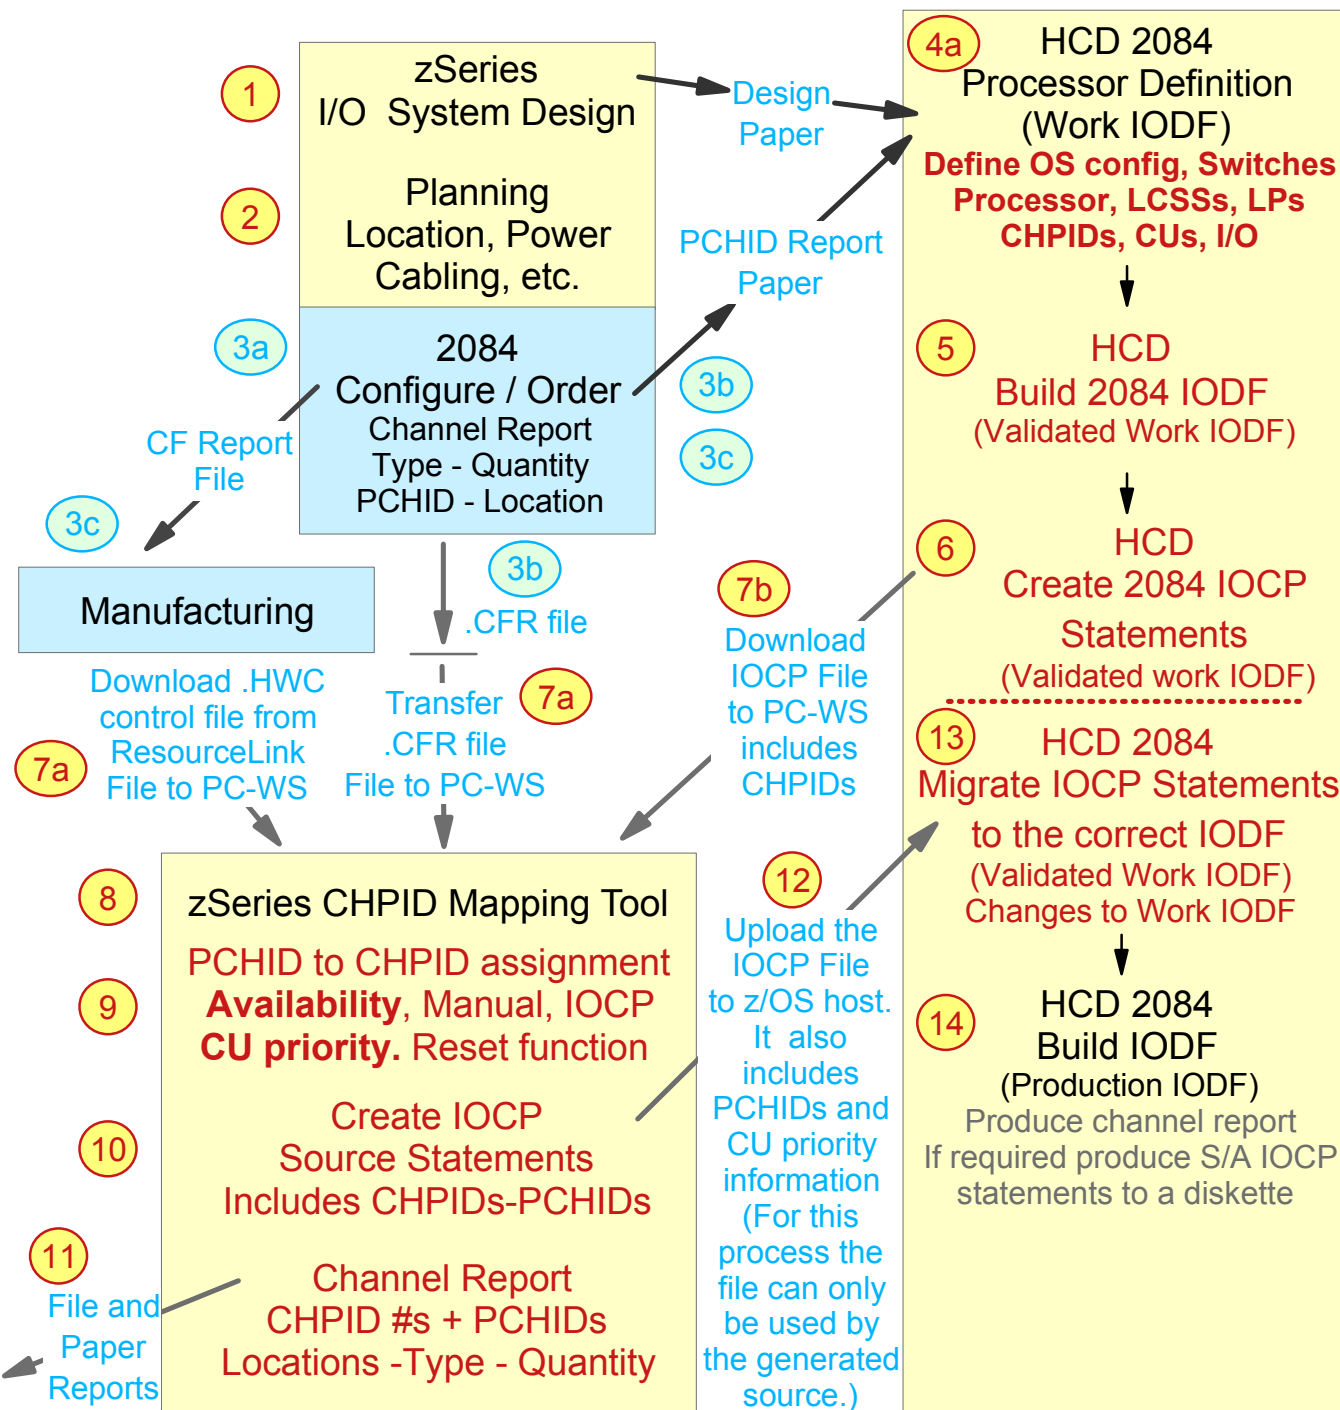 1
zSeries
I/O System Design
2
Planning
Location, Power
Cabling, etc.
3a
2084
Configure / Order
Channel Report
Type - Quantity
PCHID - Location
Design
Paper
PCHID Report
Paper
3b
3c
CF Report
File
3c
Manufacturing
3b
.CFR file
Download .HWC
control file from
ResourceLink
File to PC-WS
7a
Transfer
.CFR file
File to PC-WS
7a
7b
Download
IOCP File
to PC-WS
includes
CHPIDs
8
zSeries CHPID Mapping Tool
9
PCHID to CHPID assignment
Availability, Manual, IOCP
CU priority. Reset function
10
Create IOCP
Source Statements
Includes CHPIDs-PCHIDs
11
File and
Paper
Reports
Channel Report
CHPID #s + PCHIDs
Locations -Type - Quantity
12
Upload the
IOCP File
to z/OS host.
It also
includes
PCHIDs and
CU priority
information
(For this
process the
file can only
be used by
the generated
source.)
4a
HCD 2084
Processor Definition
(Work IODF)
Define OS config, Switches
Processor, LCSSs, LPs
CHPIDs, CUs, I/O
5
HCD
Build 2084 IODF
(Validated Work IODF)
6
HCD
Create 2084 IOCP
Statements
(Validated work IODF)
13
HCD 2084
Migrate IOCP Statements
to the correct IODF
(Validated Work IODF)
Changes to Work IODF
14
HCD 2084
Build IODF
(Production IODF)
Produce channel report
If required produce S/A IOCP
statements to a diskette